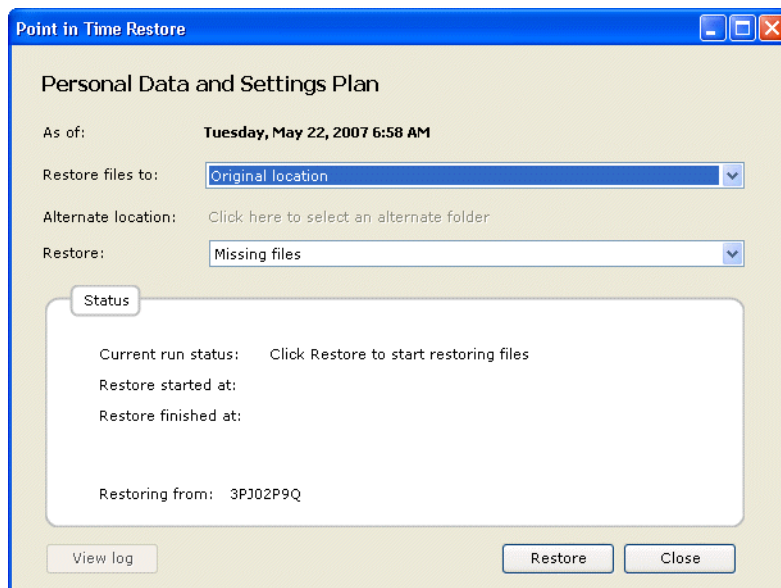 Point in Time Restore
Personal Data and Settings Plan
As of: Tuesday, May 22, 2007 6:58 AM
Restore files to: Original location
Alternate location: Click here to select an alternate folder
Restore: Missing files
Status
Current run status: Click Restore to start restoring files
Restore started at:
Restore finished at:
Restoring from: 3PJ02P9Q
View log Restore Close